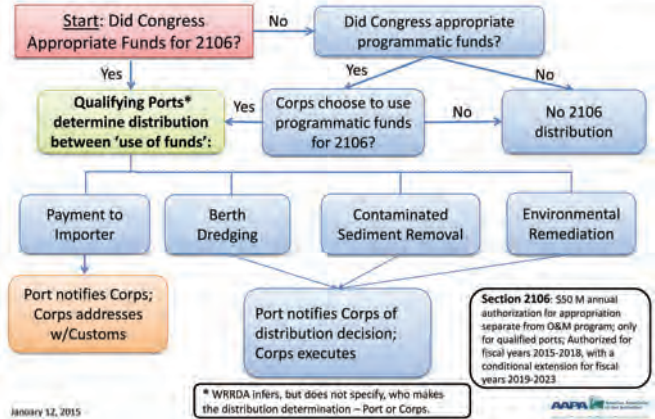 Start: Did Congress
Appropriate Funds for 2106?
No
Did Congress appropriate
programmatic funds?
Yes
Yes
No
Qualifying Ports*
determine distribution
between ‘use of funds’:
Yes
Corps choose to use
programmatic funds
for 2106?
No
No 2106
distribution
Payment to
Importer
Berth
Dredging
Contaminated
Sediment Removal
Environmental
Remediation
Port notifies Corps;
Corps addresses
w/Customs
Port notifies Corps of
distribution decision;
Corps executes
Section 2106: $50 M annual
authorization for appropriation
separate from O&M program; only
for qualified ports; Authorized for
fiscal years 2015-2018, with a
conditional extension for fiscal
years 2019-2023
January 12, 2015
* WRRDA infers, but does not specify, who makes
the distribution determination – Port or Corps.
AAPA